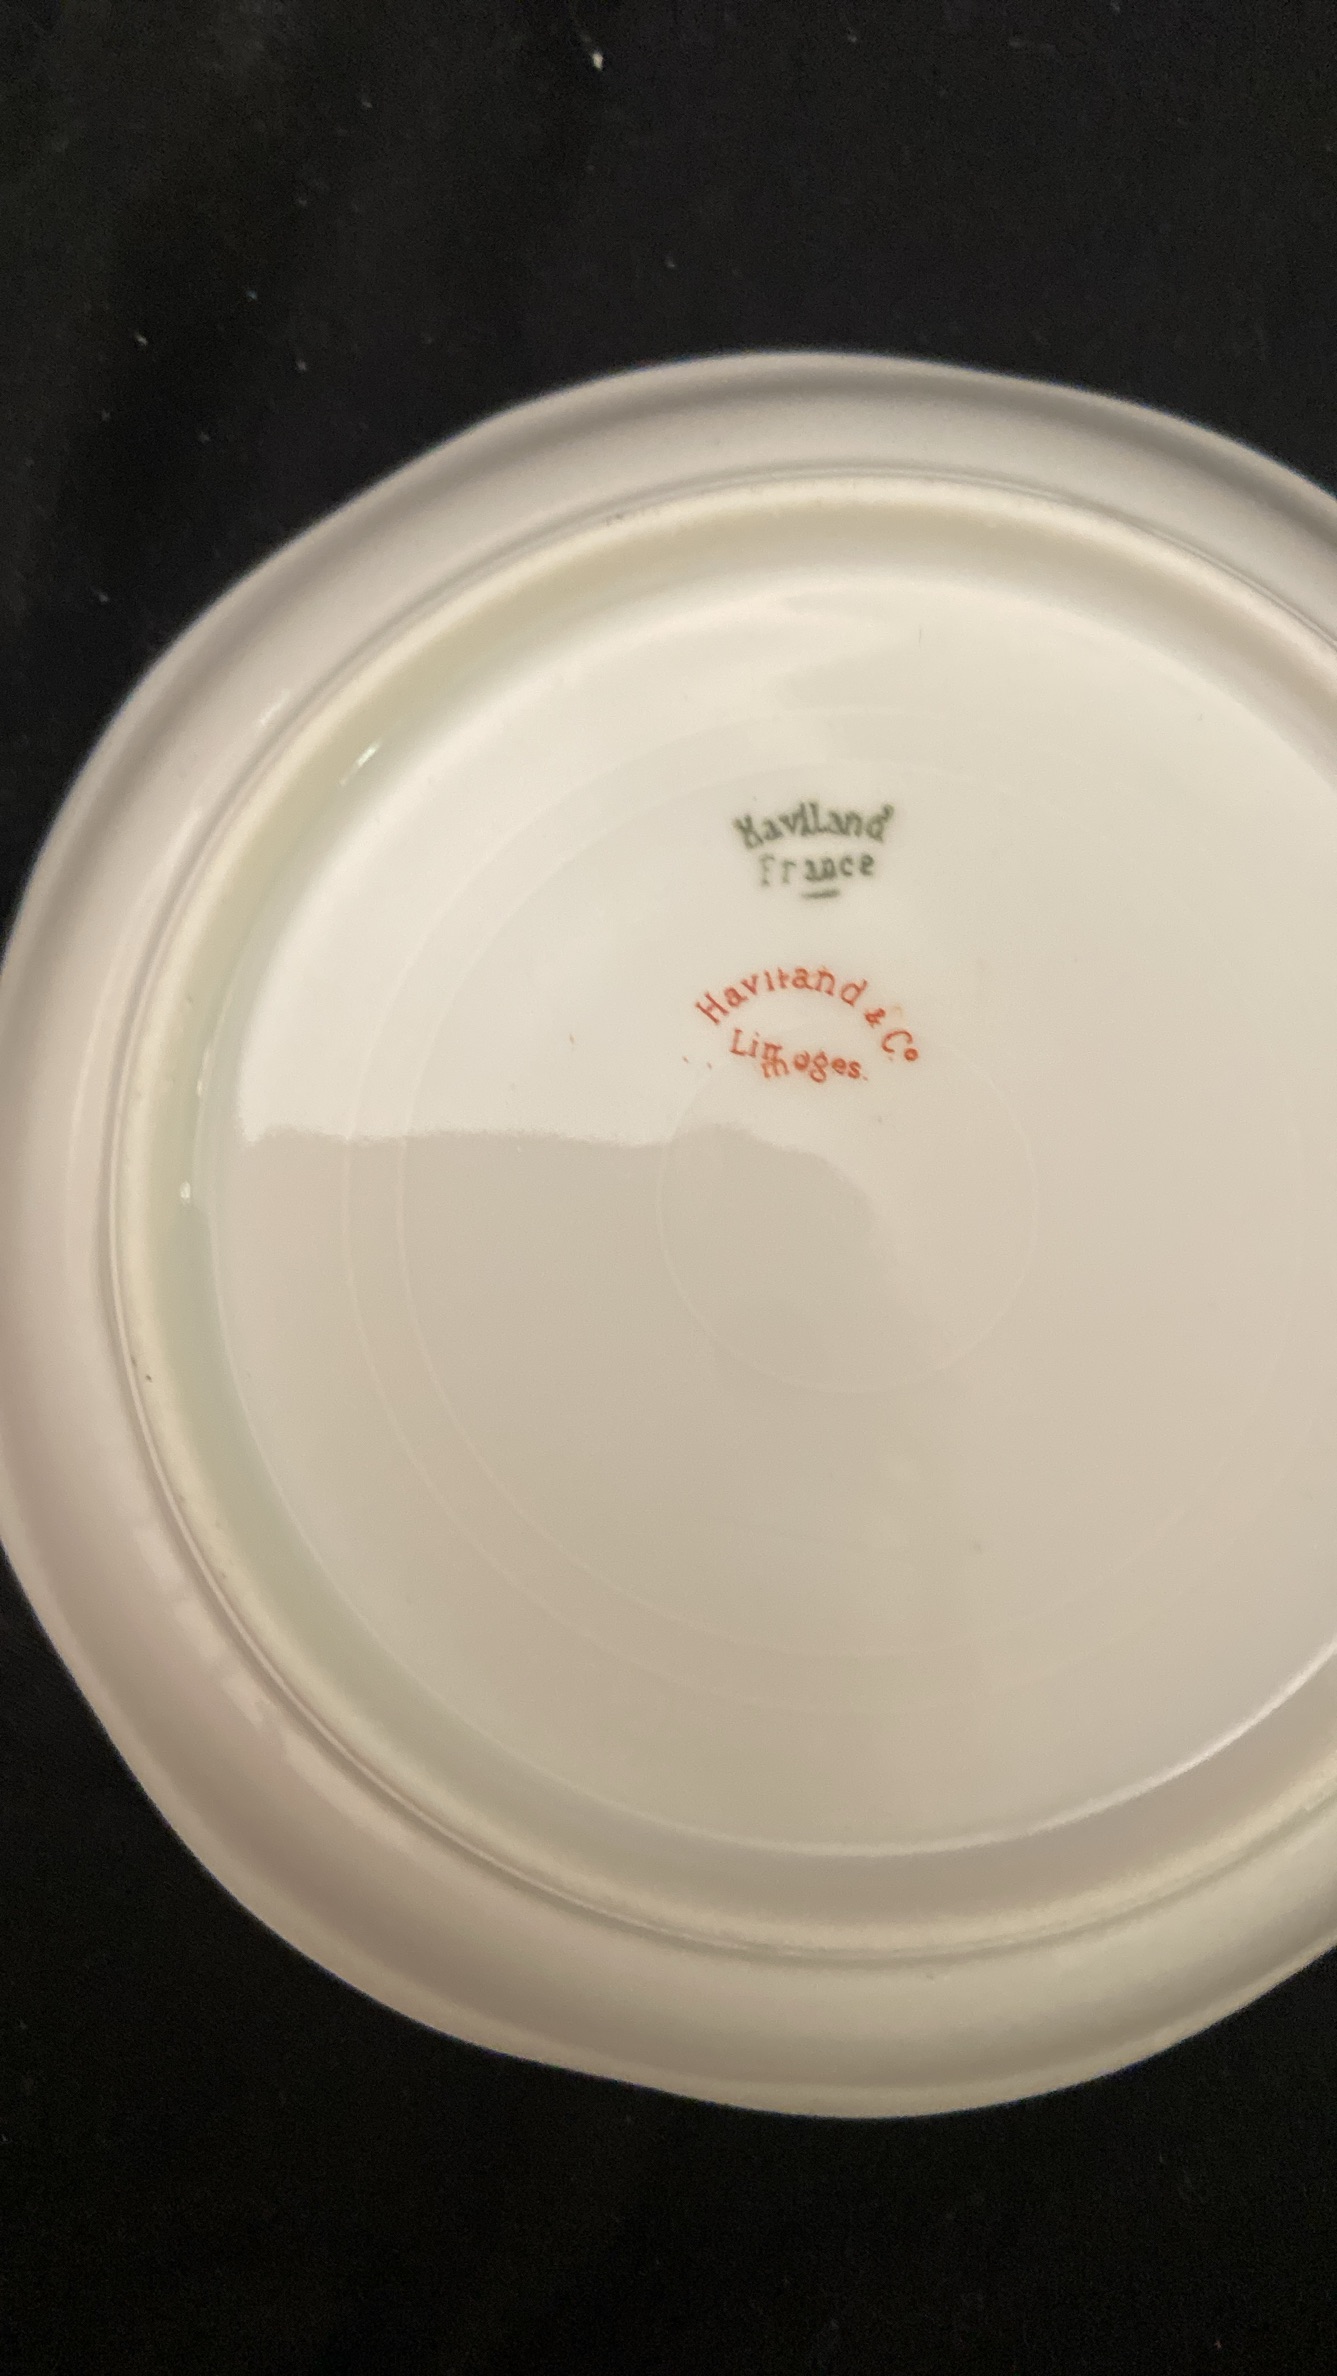 Haviland
France
Haviland & Co
Limoges.